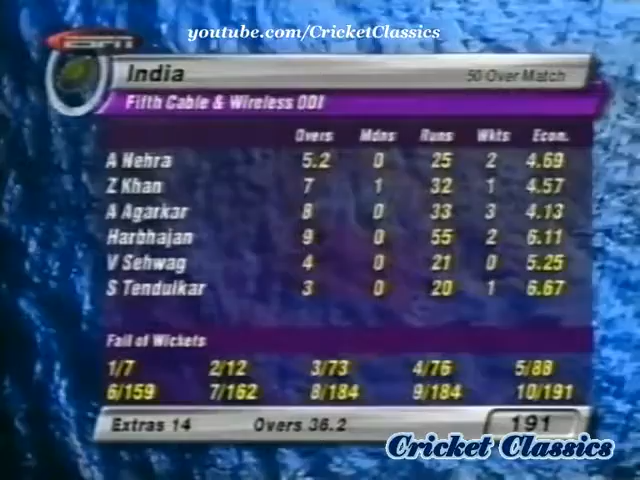 youtube.com/CricketClassics
ESPN
India 50 Over Match
Fifth Cable & Wireless ODI
Overs Mdns Runs Wkts Econ.
A Nehra 5.2 0 25 2 4.69
Z Khan 7 1 32 1 4.57
A Agarkar 8 0 33 3 4.13
Harbhajan 9 0 55 2 6.11
V Sehwag 4 0 21 0 5.25
S Tendulkar 3 0 20 1 6.67
Fall of Wickets
1/7 2/12 3/73 4/76 5/88
6/159 7/162 8/184 9/184 10/191
Extras 14 Overs 36.2 191
Cricket Classics